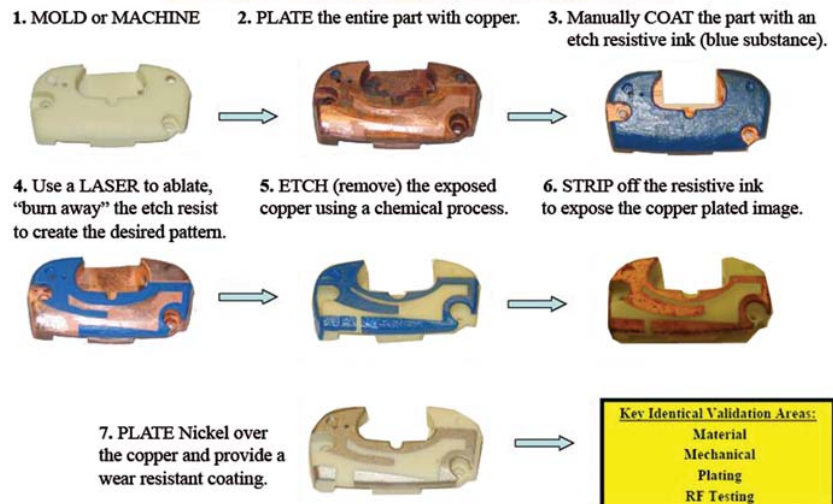 1. MOLD or MACHINE
2. PLATE the entire part with copper.
3. Manually COAT the part with an
etch resistive ink (blue substance).
4. Use a LASER to ablate,
“burn away” the etch resist
to create the desired pattern.
5. ETCH (remove) the exposed
copper using a chemical process.
6. STRIP off the resistive ink
to expose the copper plated image.
7. PLATE Nickel over
the copper and provide a
wear resistant coating.
Key Identical Validation Areas:
Material
Mechanical
Plating
RF Testing